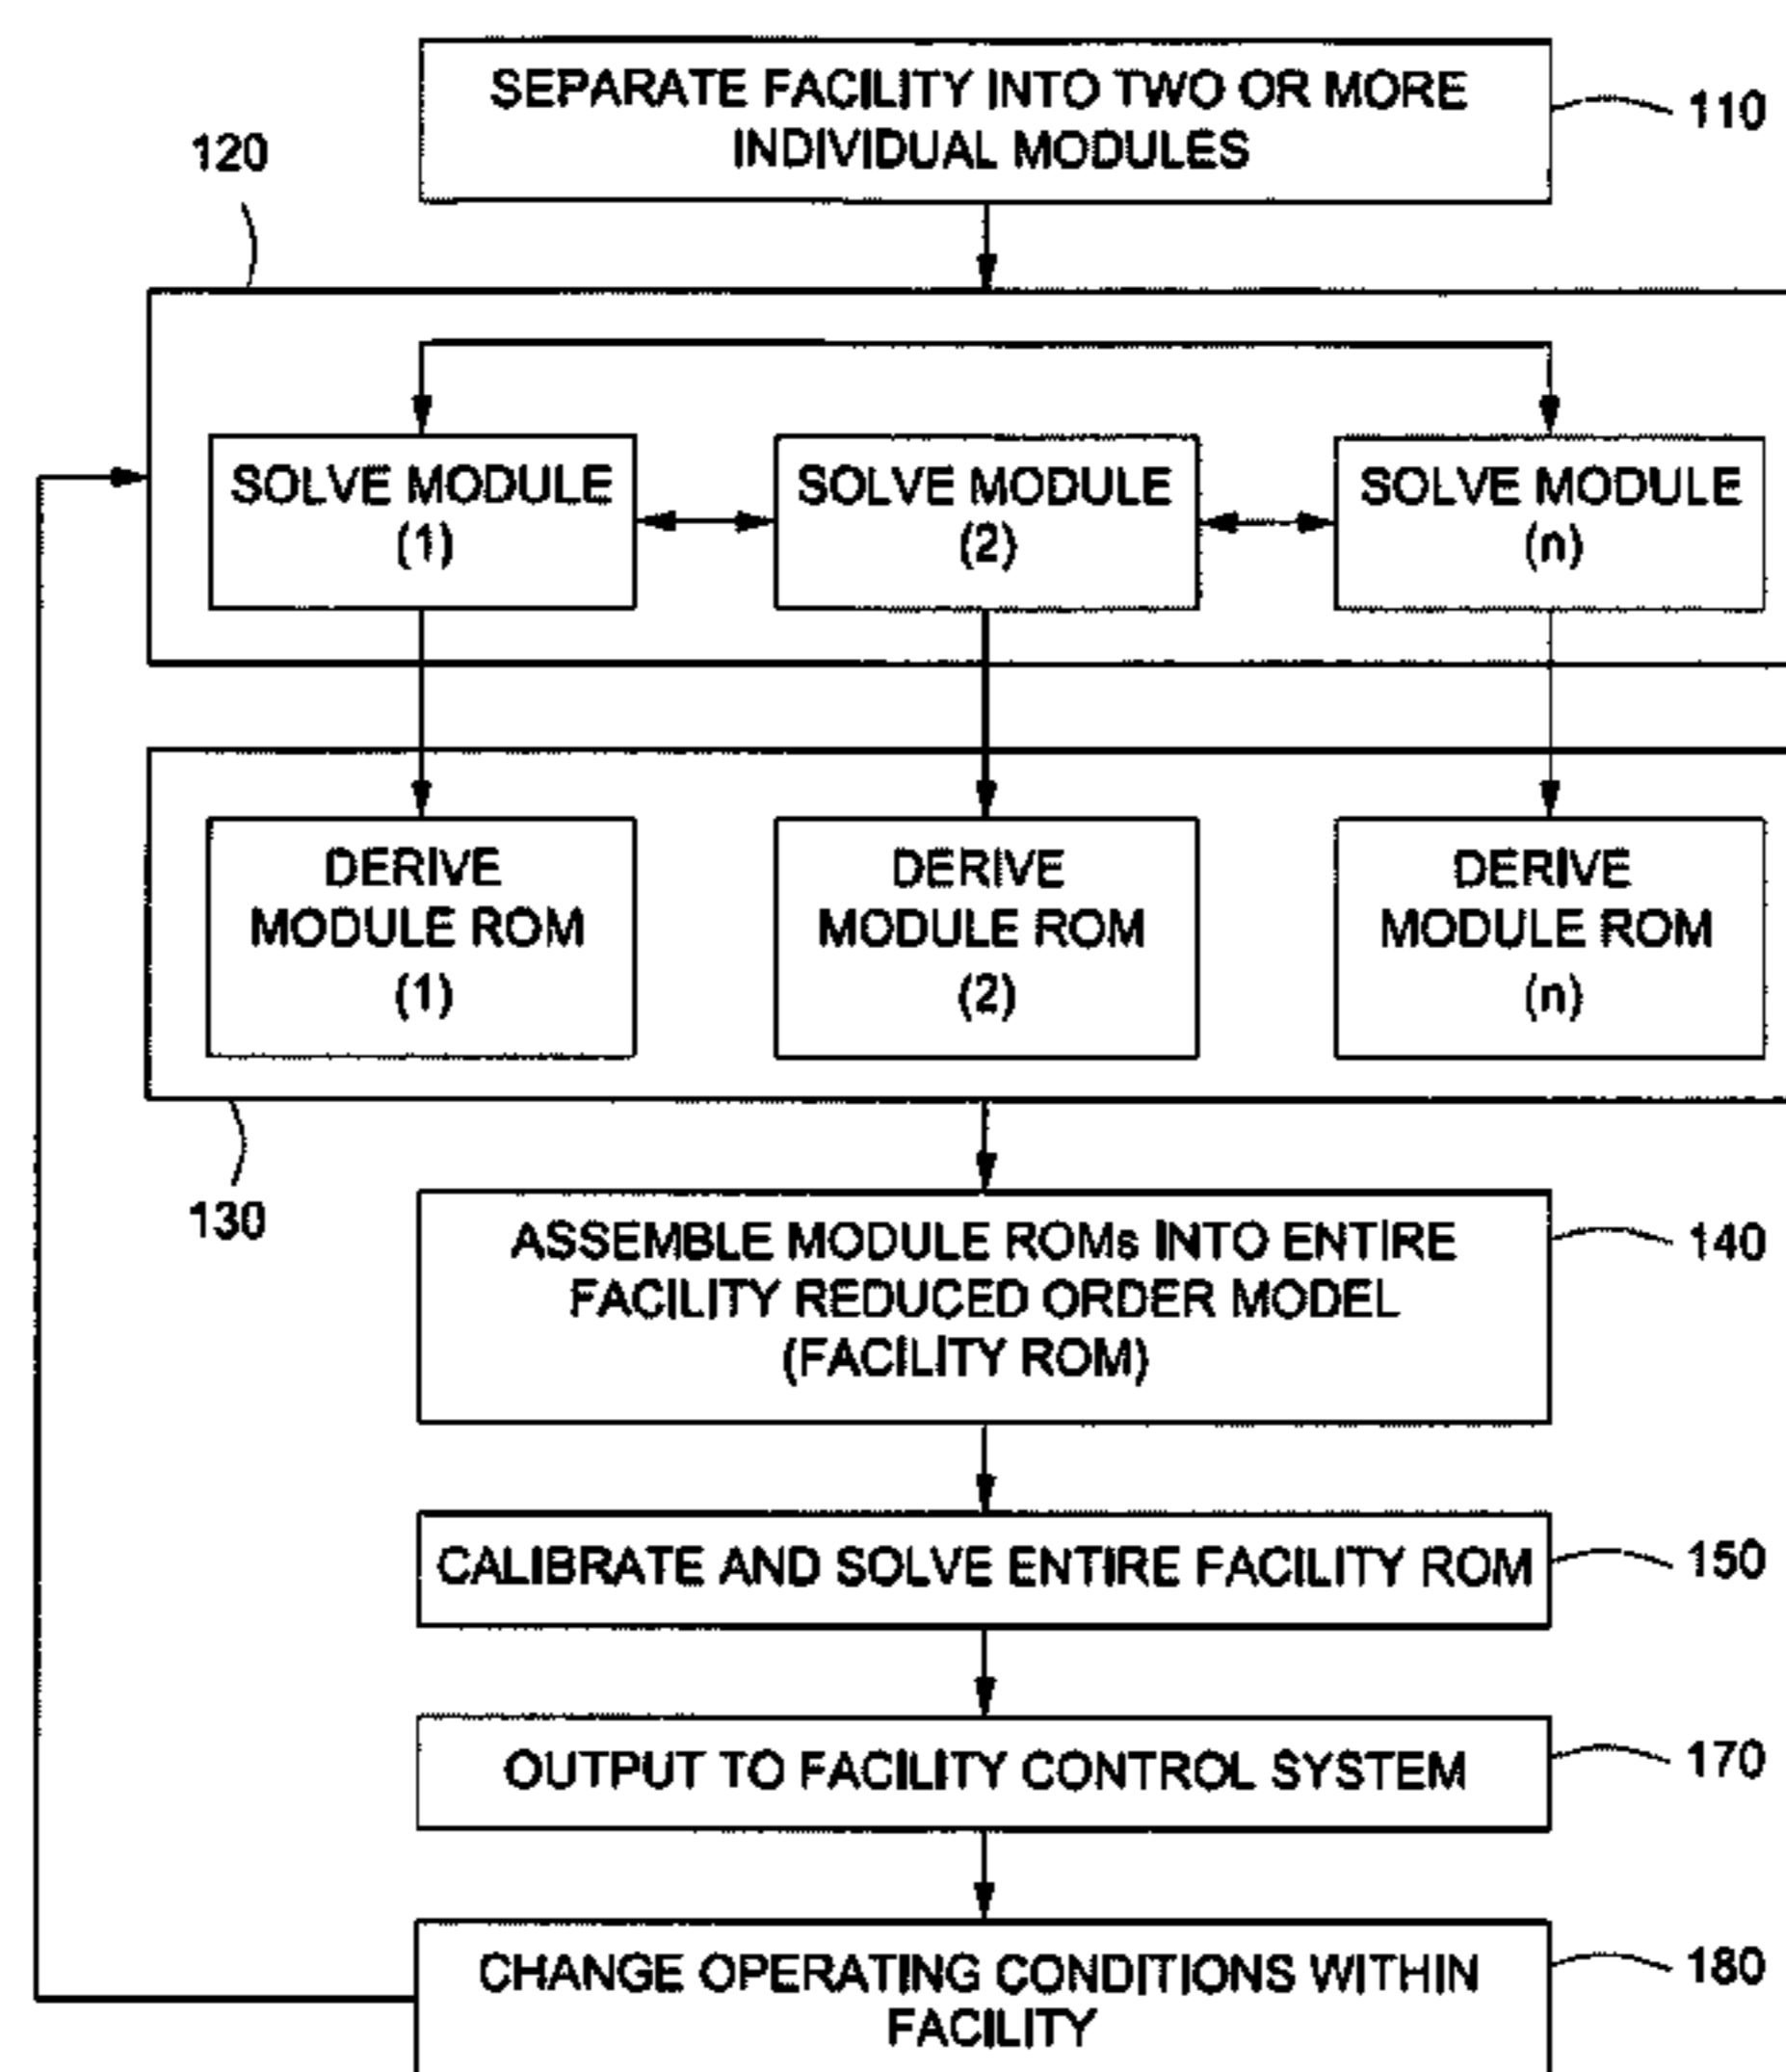 SEPARATE FACILITY INTO TWO OR MORE
INDIVIDUAL MODULES
110
120
SOLVE MODULE
(1)
SOLVE MODULE
(2)
SOLVE MODULE
(n)
DERIVE
MODULE ROM
(1)
DERIVE
MODULE ROM
(2)
DERIVE
MODULE ROM
(n)
130
ASSEMBLE MODULE ROMs INTO ENTIRE
FACILITY REDUCED ORDER MODEL
(FACILITY ROM)
140
CALIBRATE AND SOLVE ENTIRE FACILITY ROM
150
OUTPUT TO FACILITY CONTROL SYSTEM
170
CHANGE OPERATING CONDITIONS WITHIN
FACILITY
180